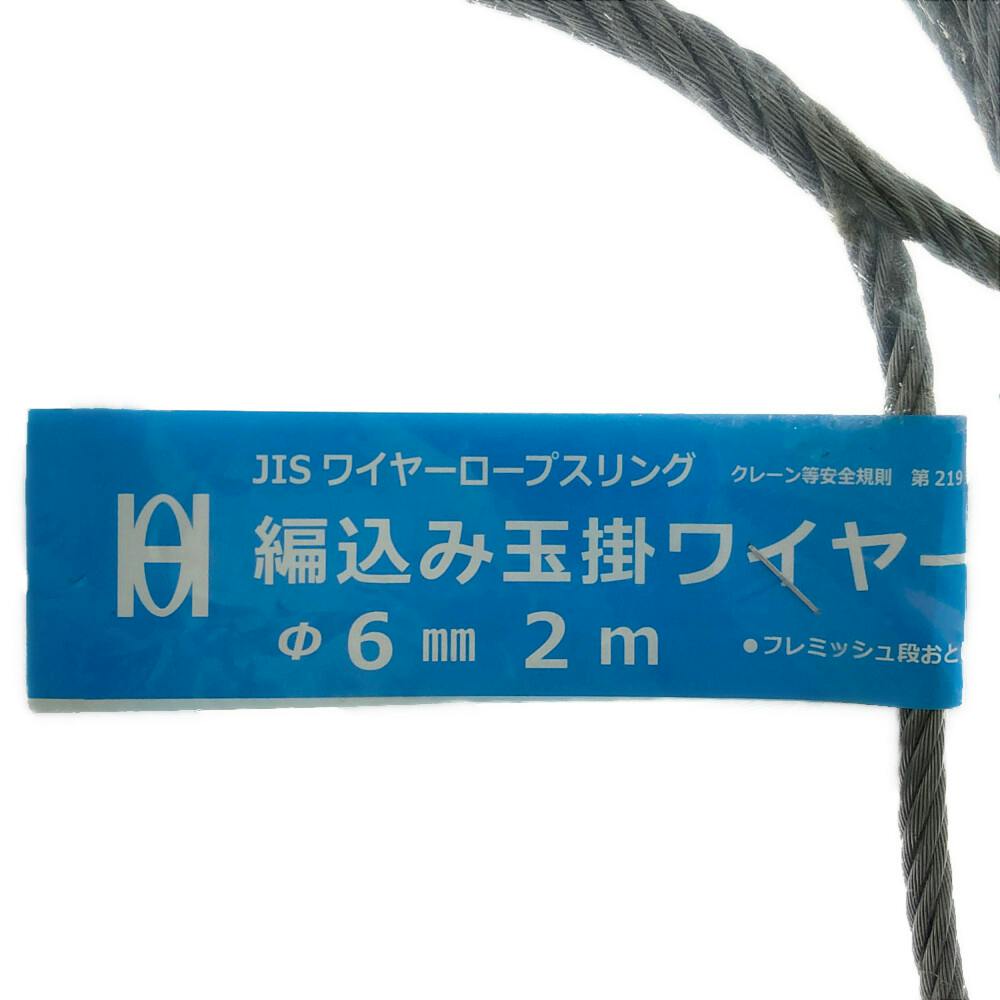 JIS ワイヤーロープスリング クレーン等安全規則 第 219
編込み玉掛ワイヤー
Φ 6 ㎜ 2 m ●フレミッシュ段おと